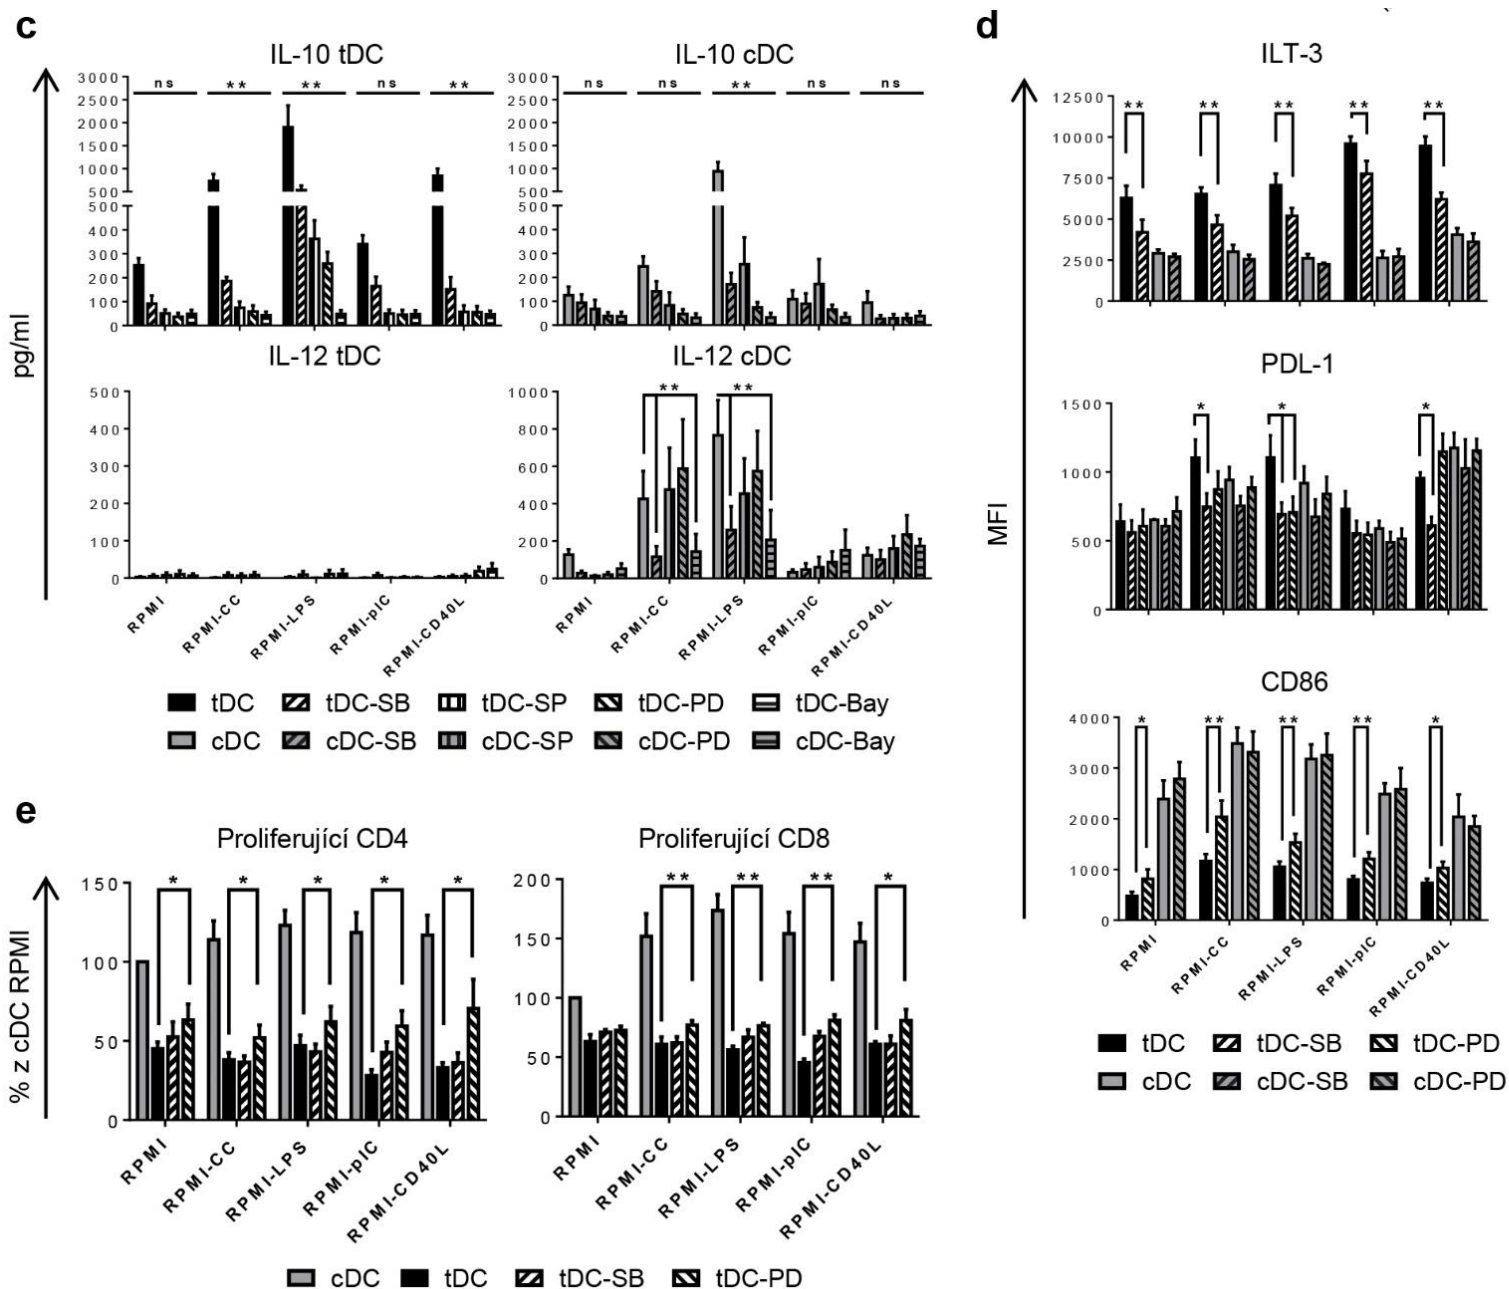 c
IL-10 tDC
3000
2500
2000
1500
1000
500
500
400
300
200
100
0
ns ** ** ns **
IL-10 cDC
3000
2500
2000
1500
1000
500
500
400
300
200
100
0
ns ns ** ns ns
pg/ml
IL-12 tDC
500
400
300
200
100
0
RPMI
RPMI-CC
RPMI-LPS
RPMI-pIC
RPMI-CD40L
IL-12 cDC
1000
800
600
400
200
0
** **
RPMI
RPMI-CC
RPMI-LPS
RPMI-pIC
RPMI-CD40L
tDC tDC-SB tDC-SP tDC-PD tDC-Bay
cDC cDC-SB cDC-SP cDC-PD cDC-Bay
d
ILT-3
12500
10000
7500
5000
2500
0
** ** ** ** **
PDL-1
1500
1000
500
0
* * *
MFI
CD86
4000
3000
2000
1000
0
* ** ** ** *
RPMI
RPMI-CC
RPMI-LPS
RPMI-pIC
RPMI-CD40L
tDC tDC-SB tDC-PD
cDC cDC-SB cDC-PD
e
Proliferující CD4
150
100
50
0
* * * * *
% z cDC RPMI
RPMI
RPMI-CC
RPMI-LPS
RPMI-pIC
RPMI-CD40L
Proliferující CD8
200
150
100
50
0
** ** ** *
RPMI
RPMI-CC
RPMI-LPS
RPMI-pIC
RPMI-CD40L
cDC tDC tDC-SB tDC-PD